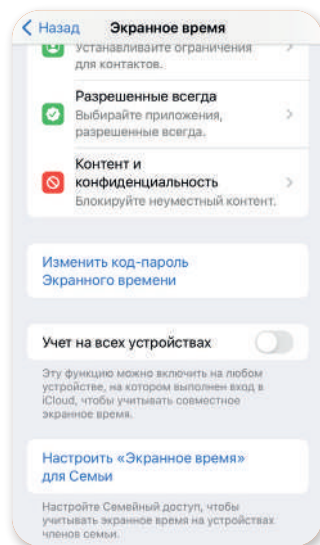 Назад Экранное время
Устанавливайте ограничения
для контактов.
Разрешенные всегда
Выбирайте приложения,
разрешенные всегда.
Контент и
конфиденциальность
Блокируйте неуместный контент.
Изменить код-пароль
Экранного времени
Учет на всех устройствах
Эту функцию можно включить на любом
устройстве, на котором выполнен вход в
iCloud, чтобы учитывать совместное
экранное время.
Настроить «Экранное время»
для Семьи
Настройте Семейный доступ, чтобы
учитывать экранное время на устройствах
членов семьи.